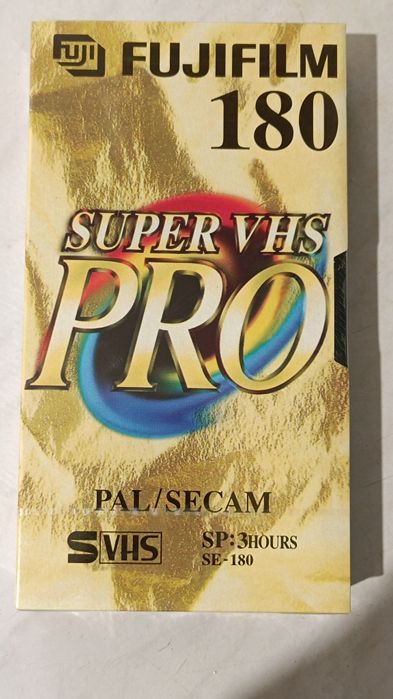 FUJI FUJIFILM
180
SUPER VHS
PRO
PAL/SECAM
SVHS SP:3HOURS
SE-180